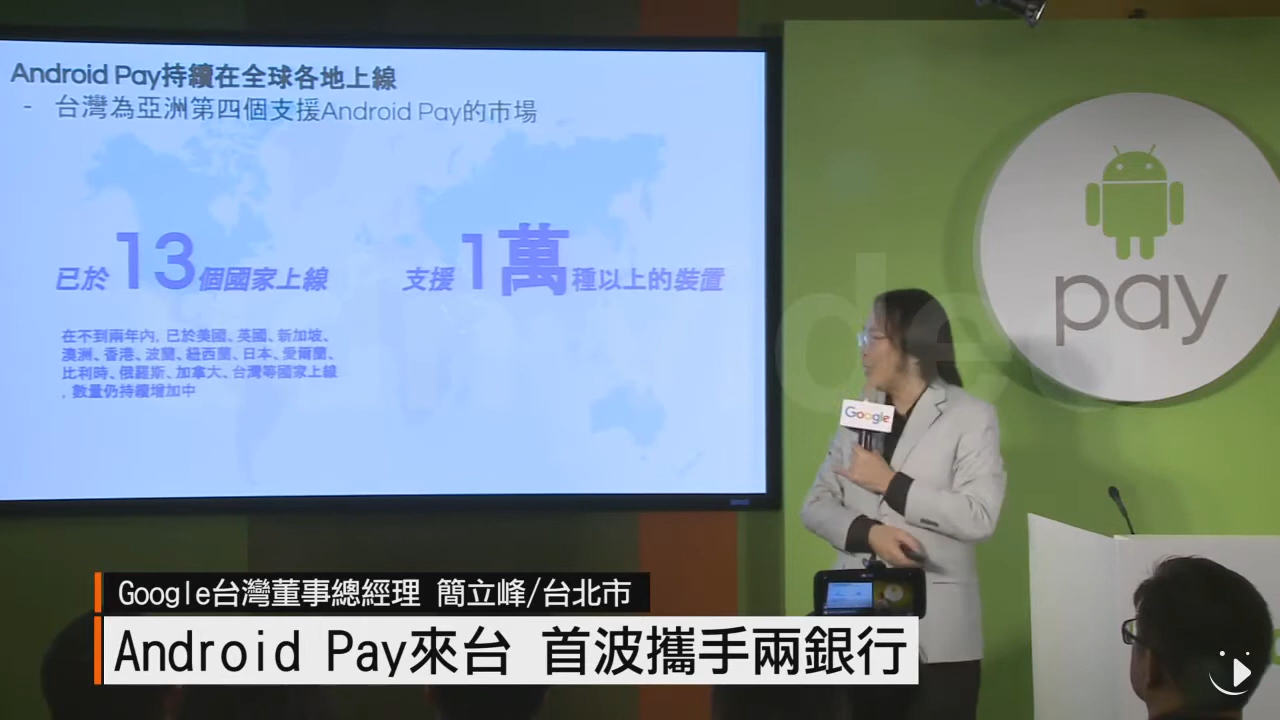 Android Pay持續在全球各地上線
- 台灣為亞洲第四個支援Android Pay的市場
已於13個國家上線
支援1萬種以上的裝置
在不到兩年內, 已於美國、英國、新加坡、
澳洲、香港、波蘭、紐西蘭、日本、愛爾蘭、
比利時、俄羅斯、加拿大、台灣等國家上線
, 數量仍持續增加中
pay
Google
Google台灣董事總經理 簡立峰/台北市
Android Pay來台 首波攜手兩銀行